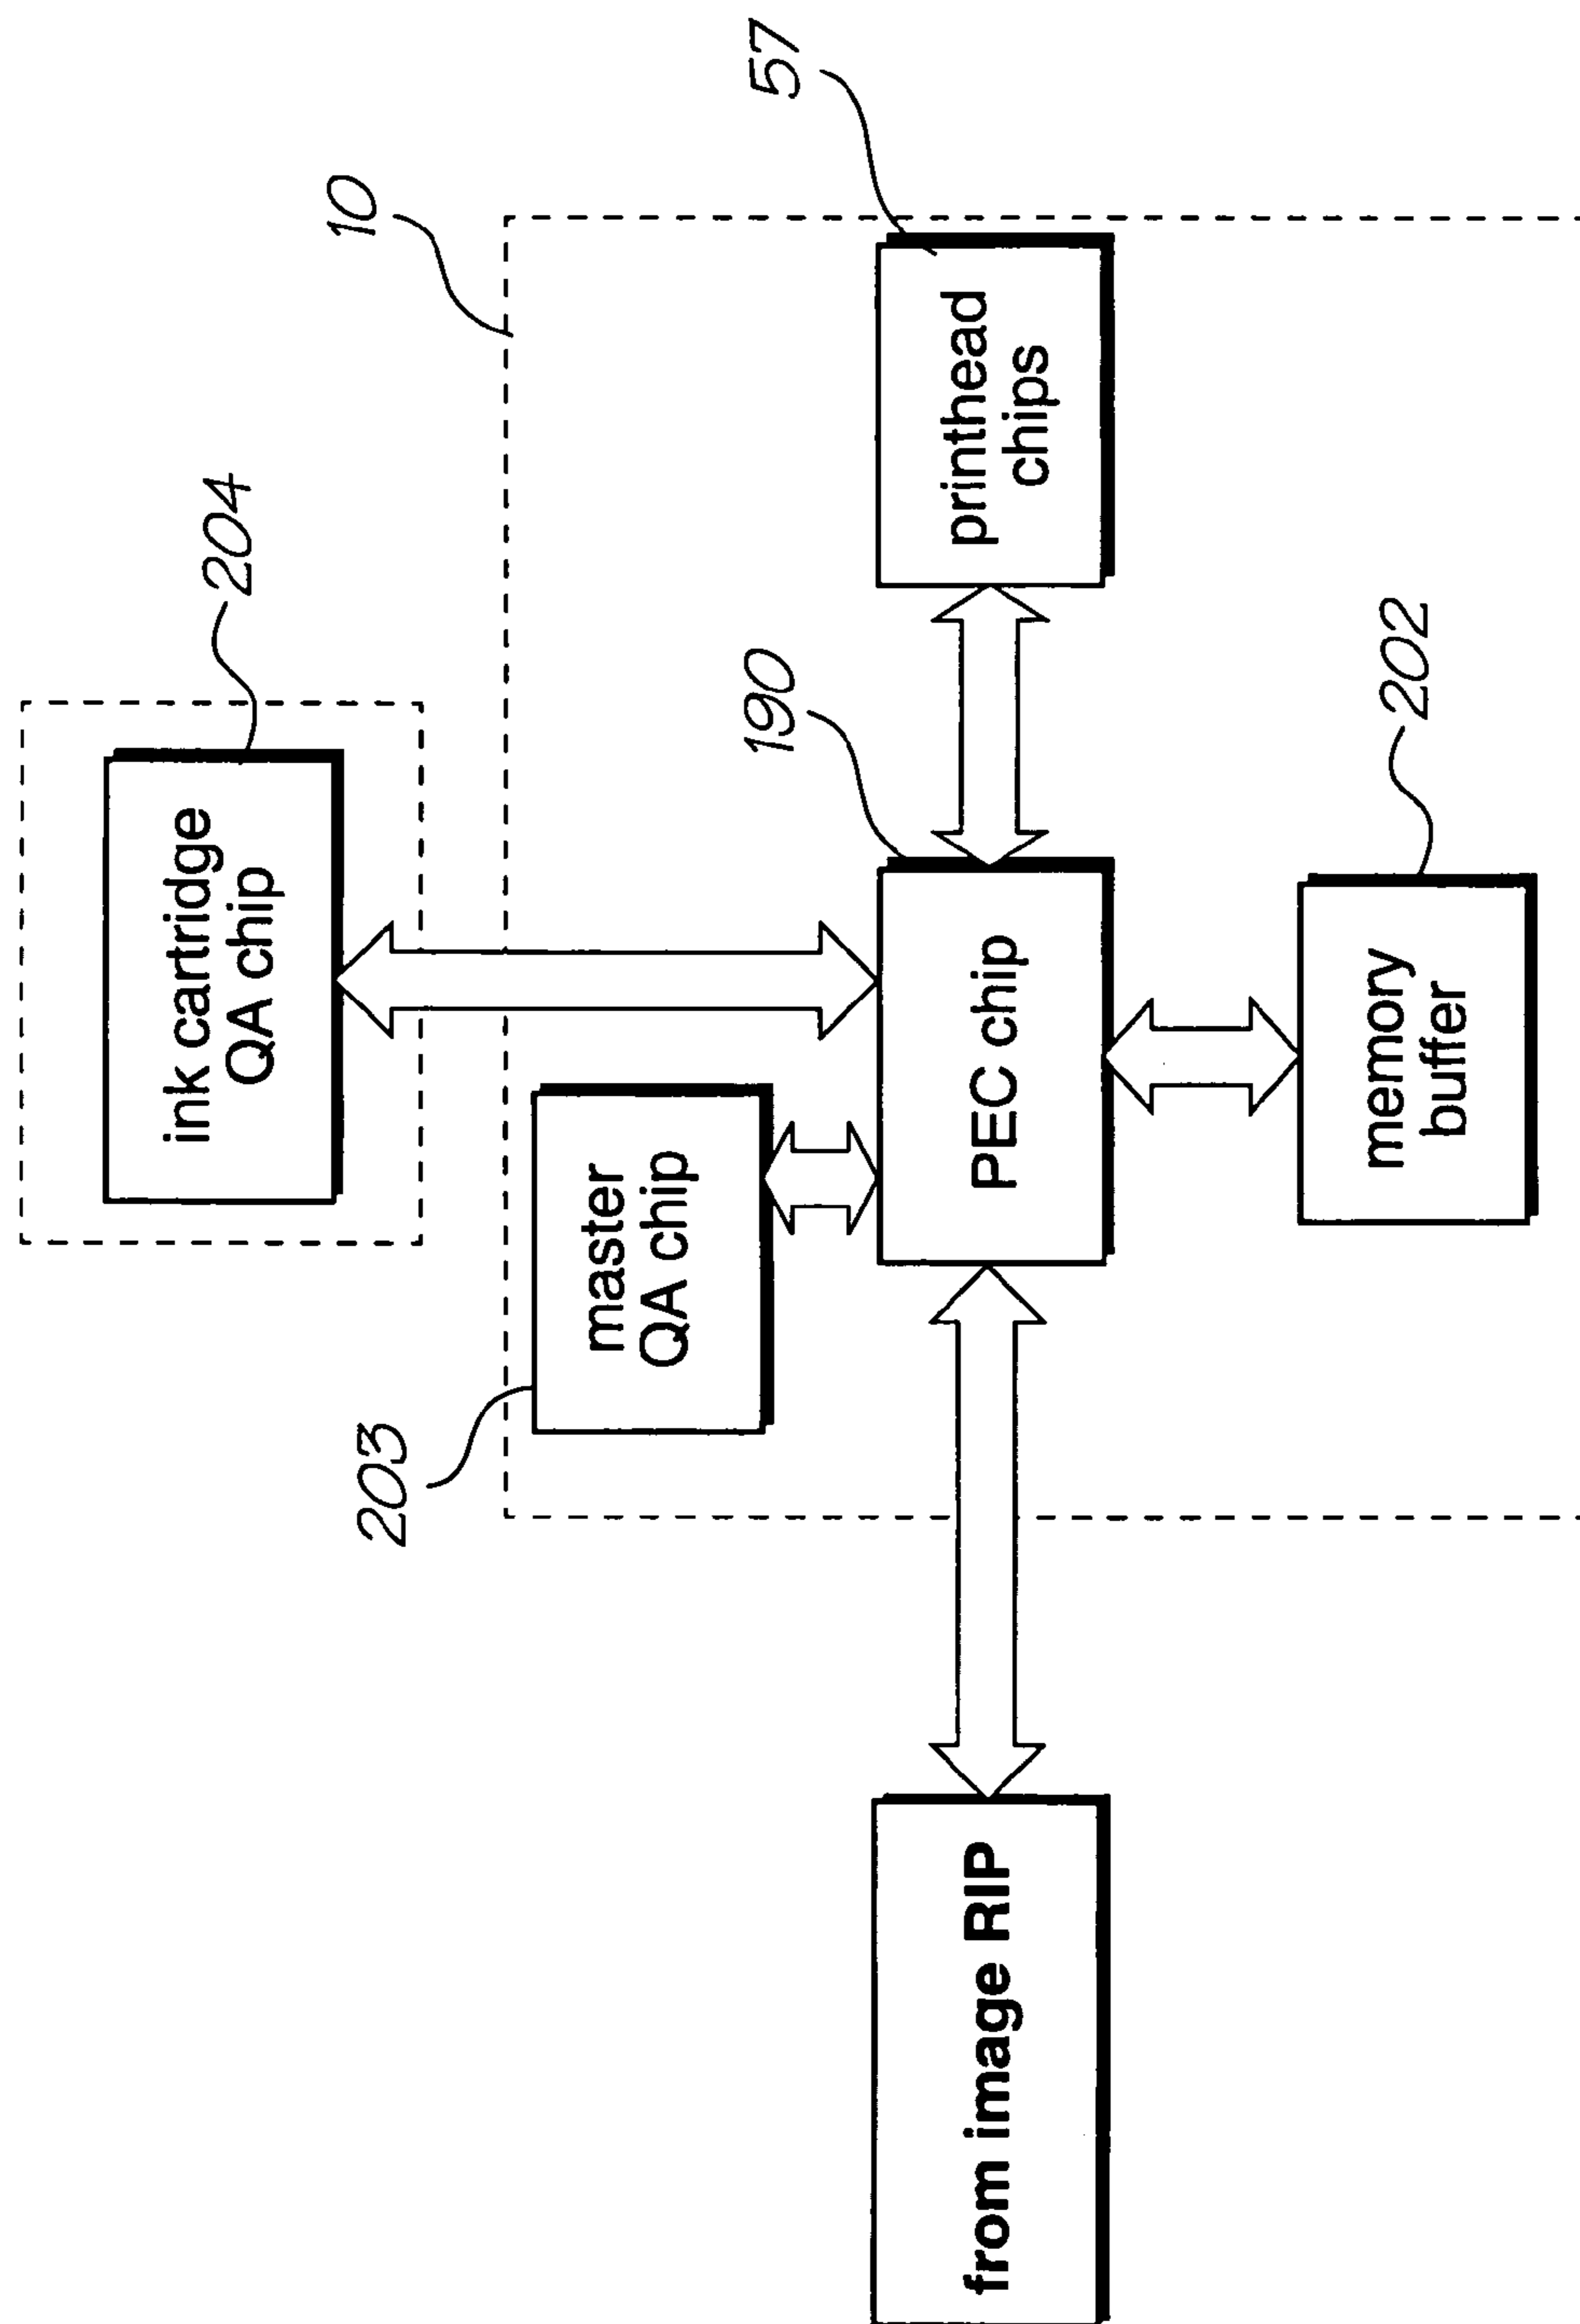 ink cartridge
QA chip
204
10
203
master
QA chip
190
57
from image RIP
PEC chip
printhead
chips
memory
buffer
202